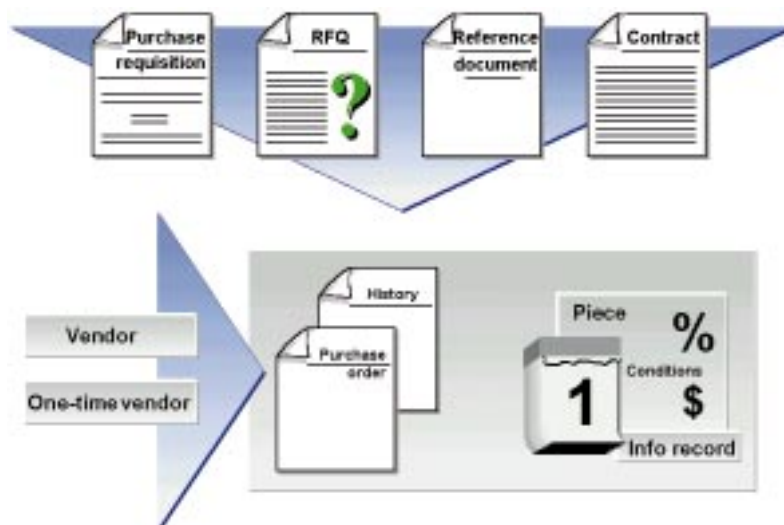 Purchase
requisition
RFQ
?
Reference
document
Contract
Vendor
One-time vendor
History
Purchase
order
Piece
%
Conditions
$
1
Info record